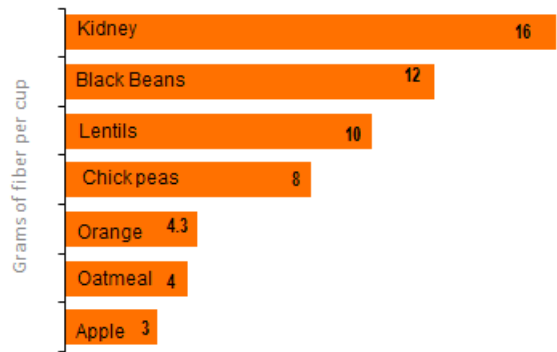 Grams of fiber per cup
Kidney 16
Black Beans 12
Lentils 10
Chick peas 8
Orange 4.3
Oatmeal 4
Apple 3